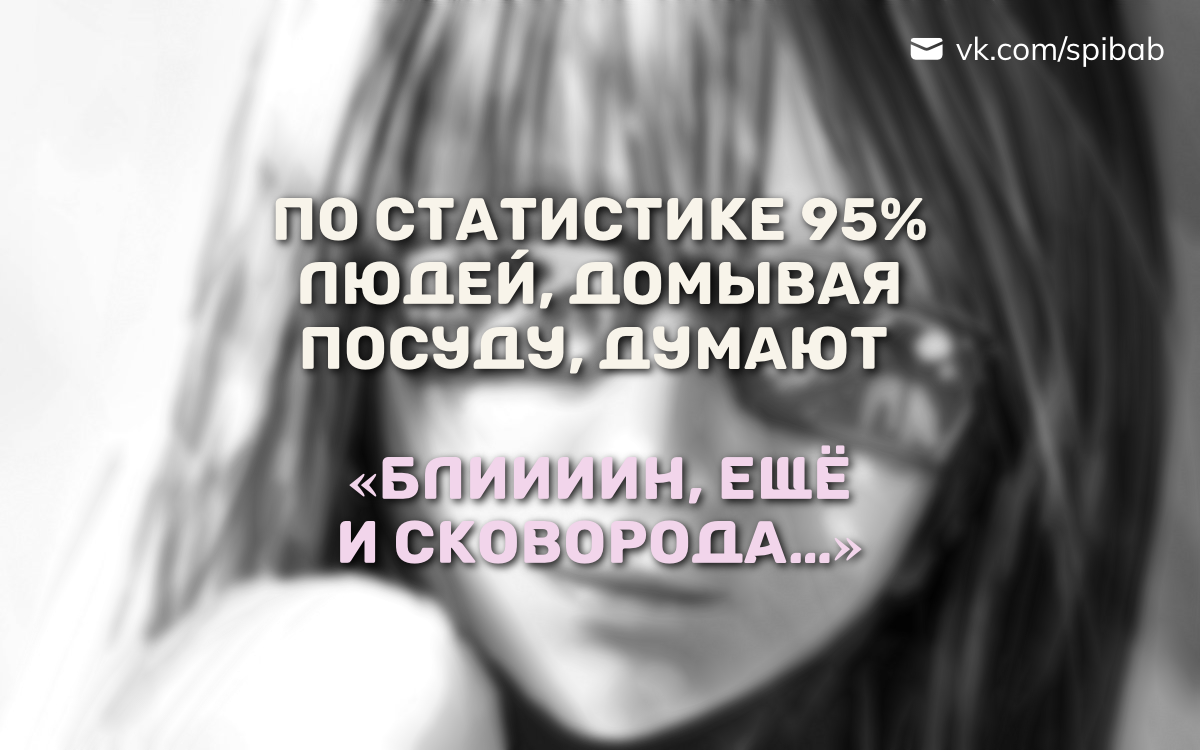 vk.com/spibab
ПО СТАТИСТИКЕ 95%
ЛЮДЕЙ, ДОМЫВАЯ
ПОСУДУ, ДУМАЮТ
«БЛИИИИН, ЕЩЁ
И СКОВОРОДА...»